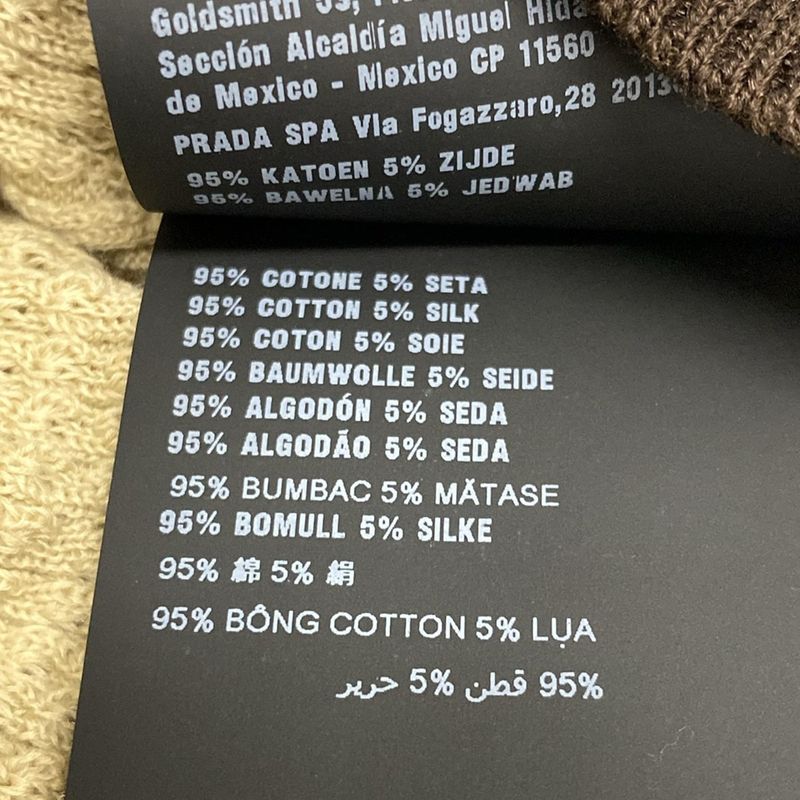 Goldsmith
Sección Alcaldía Miguel
de Mexico - Mexico CP 11560
PRADA SPA Via Fogazzaro,28
95% KATOEN 5% ZIJDE
95% BAWELNA 5% JEDWAB
95% COTONE 5% SETA
95% COTTON 5% SILK
95% COTON 5% SOIE
95% BAUMWOLLE 5% SEIDE
95% ALGODÓN 5% SEDA
95% ALGODÃO 5% SEDA
95% BUMBAC 5% MĂTASE
95% BOMULL 5% SILKE
95% 綿 5% 絹
95% BÔNG COTTON 5% LỤA
95% قطن 5% حرير